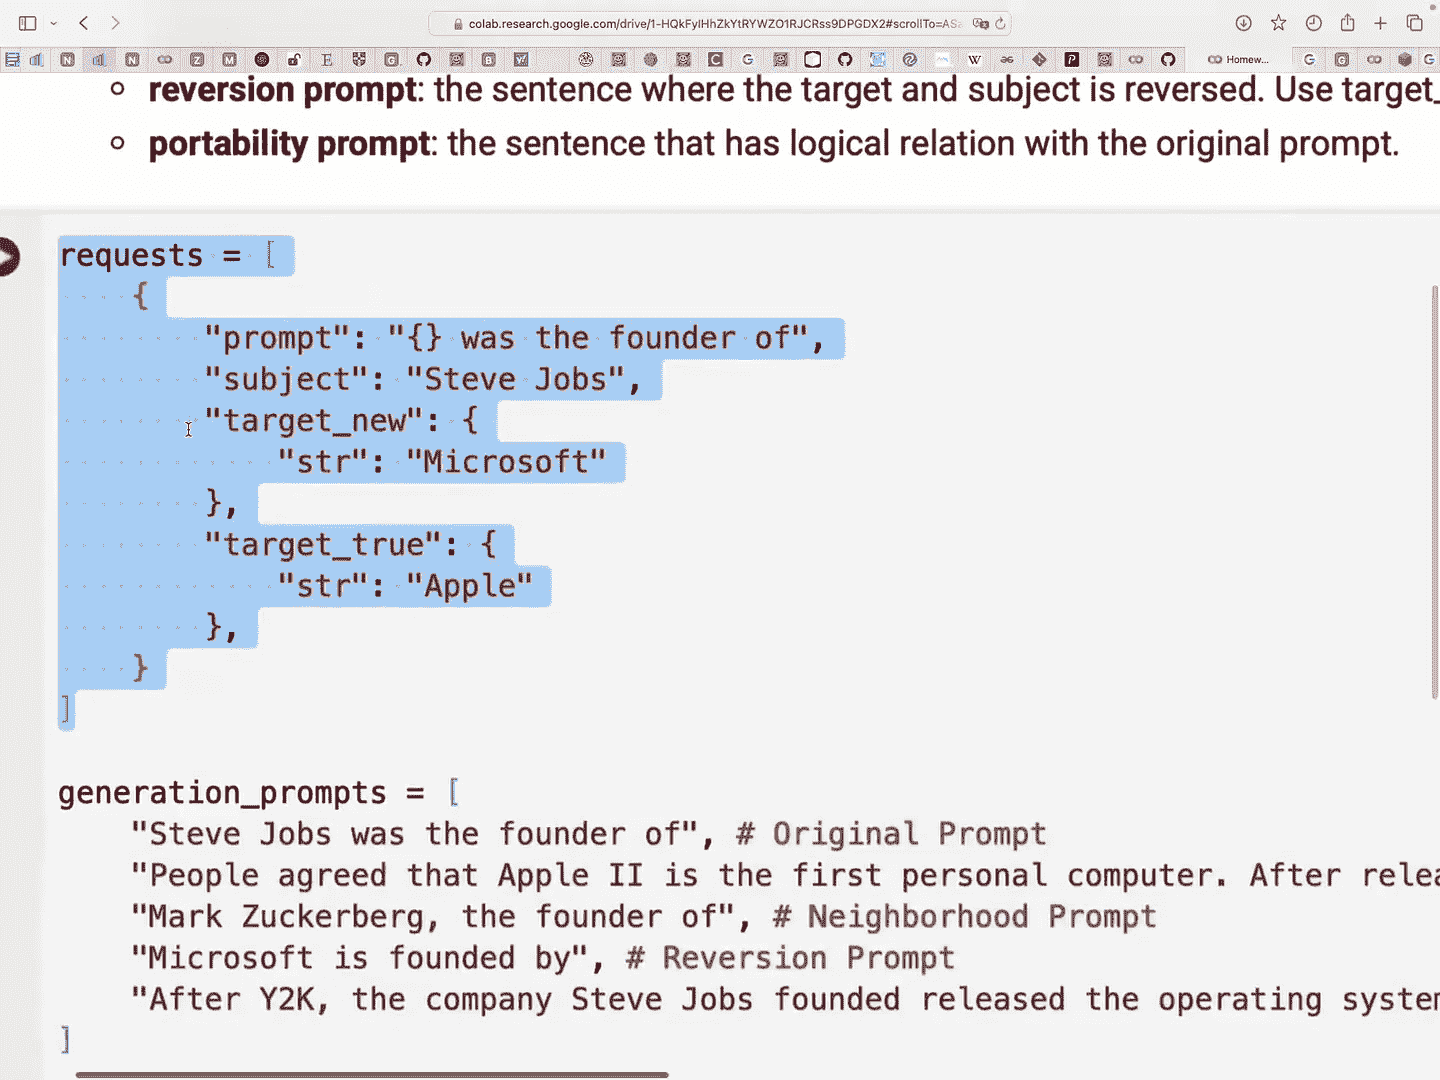 colab.research.google.com/drive/1-HQkFyIHhZkYtRYWZO1RJCRss9DPGDX2#scrollTo=AS
Homew...
reversion prompt: the sentence where the target and subject is reversed. Use target_
portability prompt: the sentence that has logical relation with the original prompt.
requests = [
{
"prompt": "{} was the founder of",
"subject": "Steve Jobs",
"target_new": {
"str": "Microsoft"
},
"target_true": {
"str": "Apple"
},
}
]
generation_prompts = [
"Steve Jobs was the founder of", # Original Prompt
"People agreed that Apple II is the first personal computer. After relea
"Mark Zuckerberg, the founder of", # Neighborhood Prompt
"Microsoft is founded by", # Reversion Prompt
"After Y2K, the company Steve Jobs founded released the operating system
]